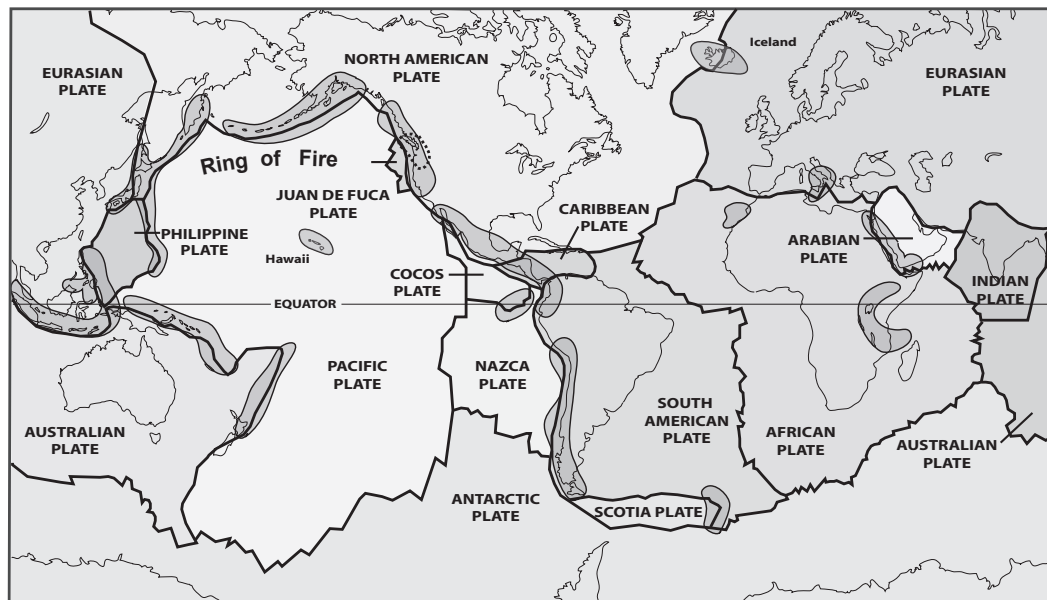 EURASIAN
PLATE
NORTH AMERICAN
PLATE
Iceland
EURASIAN
PLATE
Ring of Fire
JUAN DE FUCA
PLATE
PHILIPPINE
PLATE
Hawaii
CARIBBEAN
PLATE
ARABIAN
PLATE
COCOS
PLATE
INDIAN
PLATE
EQUATOR
PACIFIC
PLATE
NAZCA
PLATE
SOUTH
AMERICAN
PLATE
AUSTRALIAN
PLATE
AFRICAN
PLATE
AUSTRALIAN
PLATE
ANTARCTIC
PLATE
SCOTIA PLATE